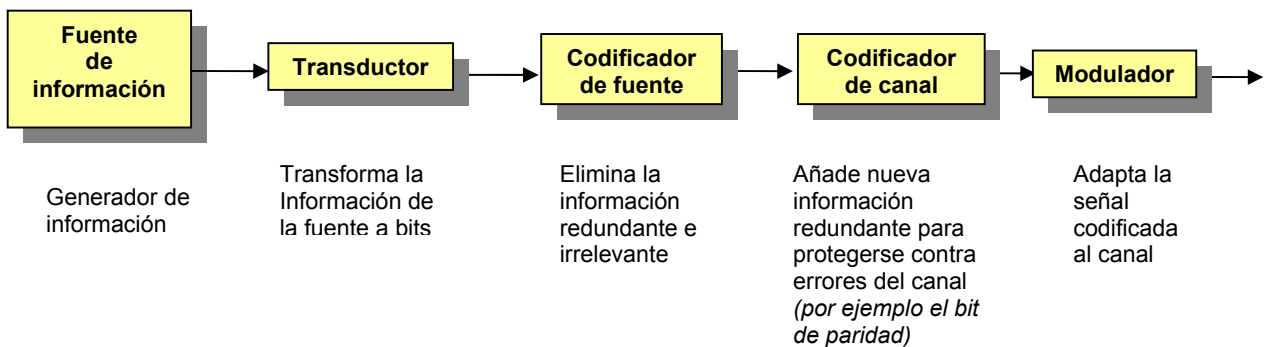 Fuente
de
información
Transductor
Codificador
de fuente
Codificador
de canal
Modulador
Generador de
información
Transforma la
Información de
la fuente a bits
Elimina la
información
redundante e
irrelevante
Añade nueva
información
redundante para
protegerse contra
errores del canal
(por ejemplo el bit
de paridad)
Adapta la
señal
codificada
al canal